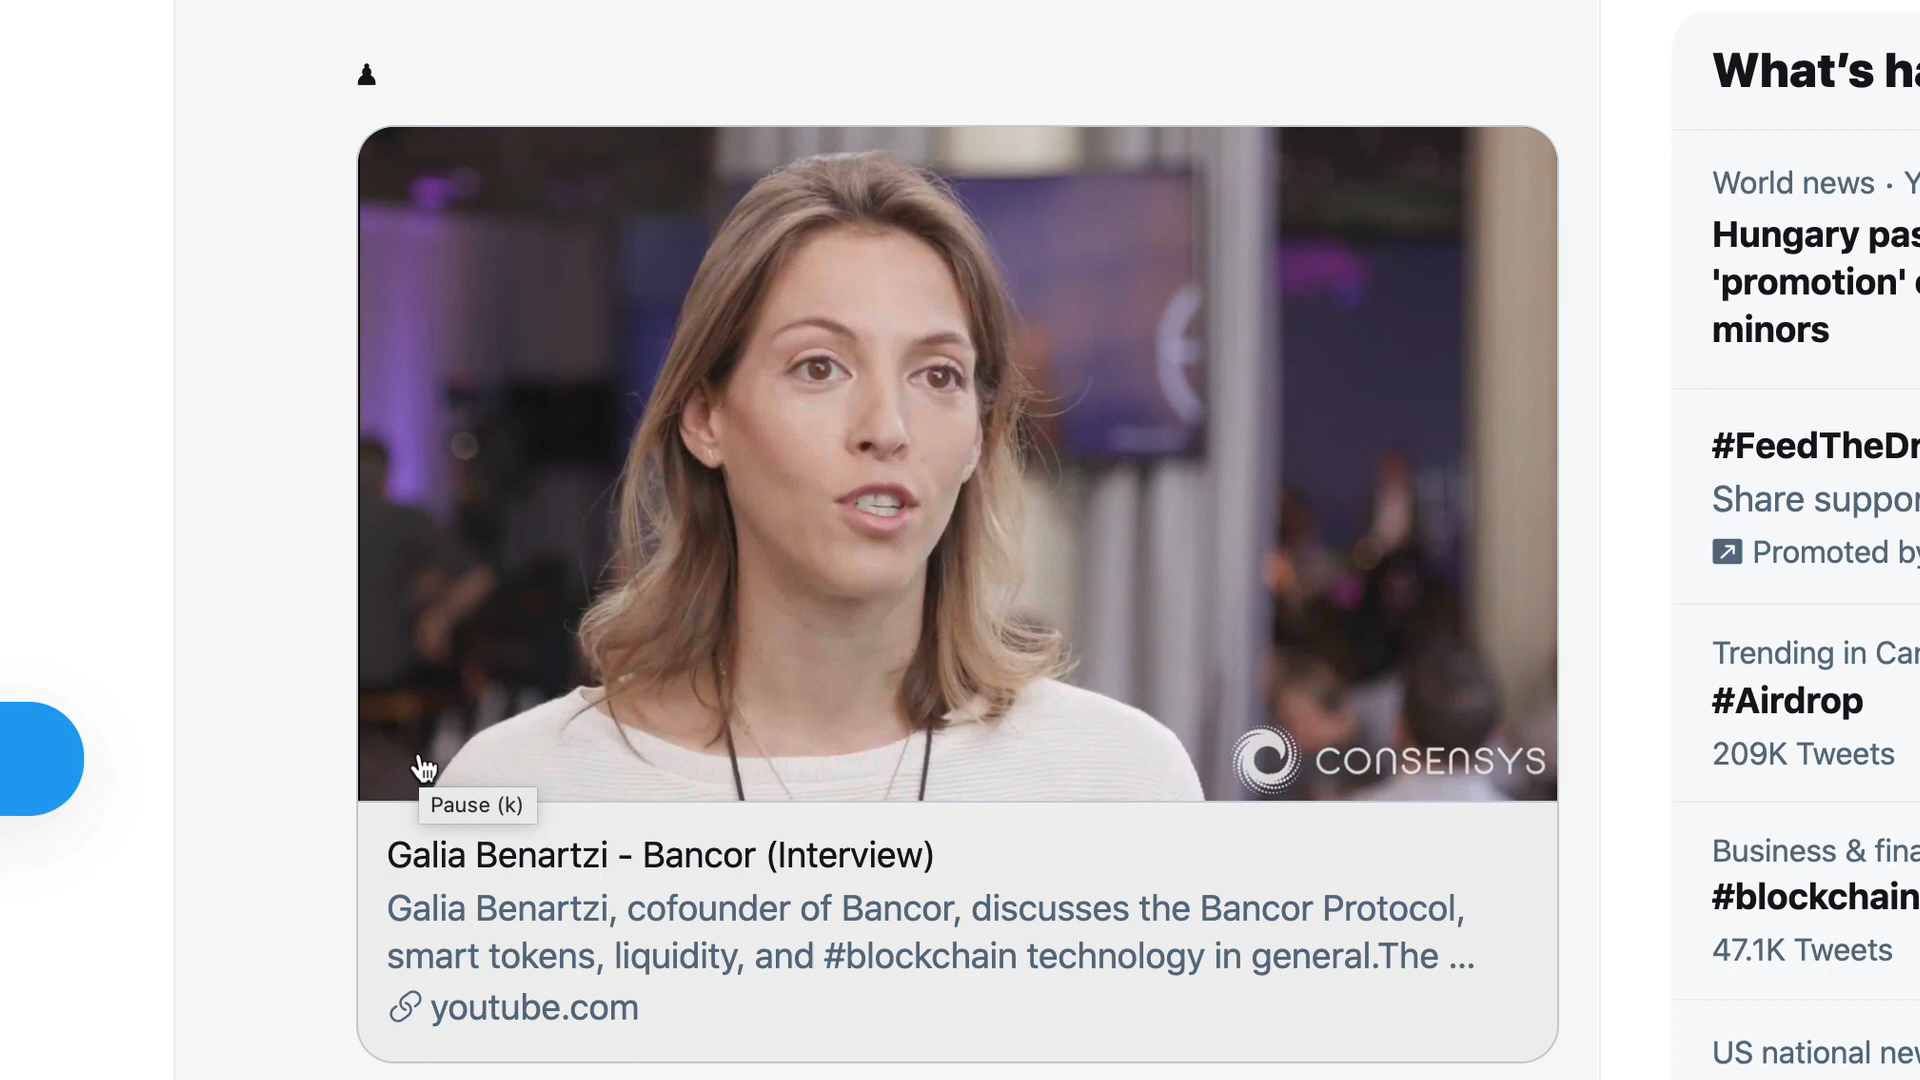 CONSENSYS
Pause (k)
Galia Benartzi - Bancor (Interview)
Galia Benartzi, cofounder of Bancor, discusses the Bancor Protocol,
smart tokens, liquidity, and #blockchain technology in general.The ...
youtube.com
What's ha
World news · Y
Hungary pas
'promotion'
minors
#FeedTheDr
Share suppor
Promoted by
Trending in Car
#Airdrop
209K Tweets
Business & fina
#blockchain
47.1K Tweets
US national new